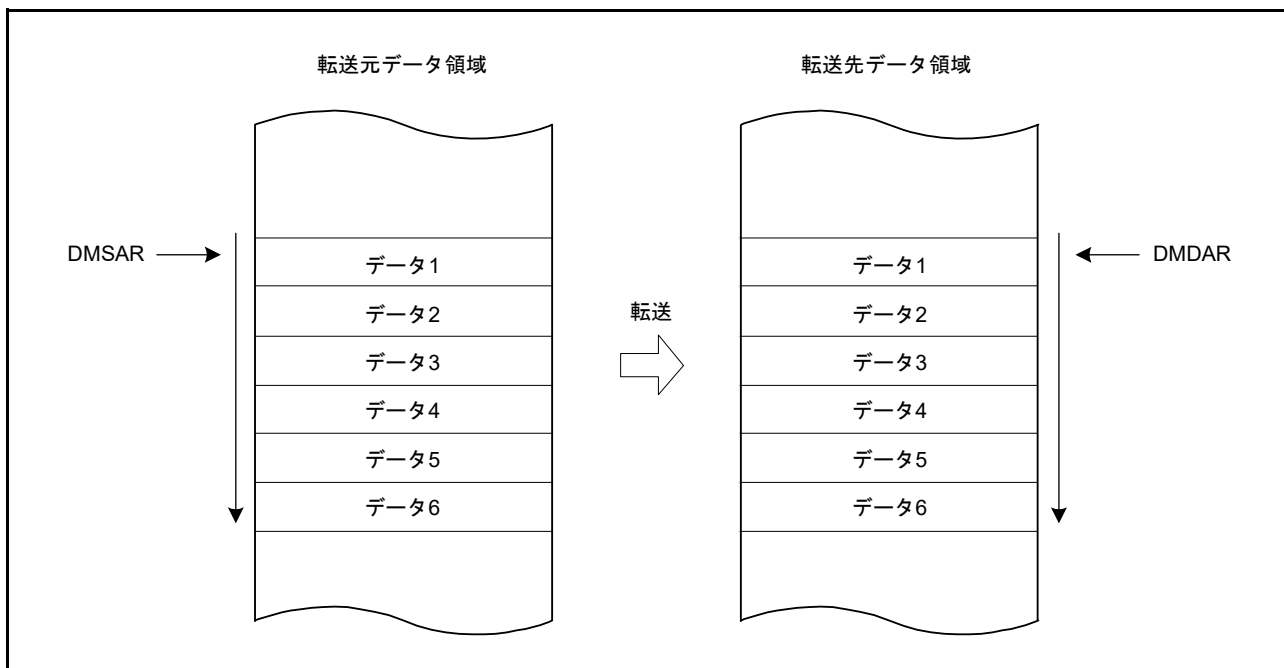 転送元データ領域
転送先データ領域
DMSAR
DMDAR
データ1
データ2
データ3
データ4
データ5
データ6
転送
データ1
データ2
データ3
データ4
データ5
データ6